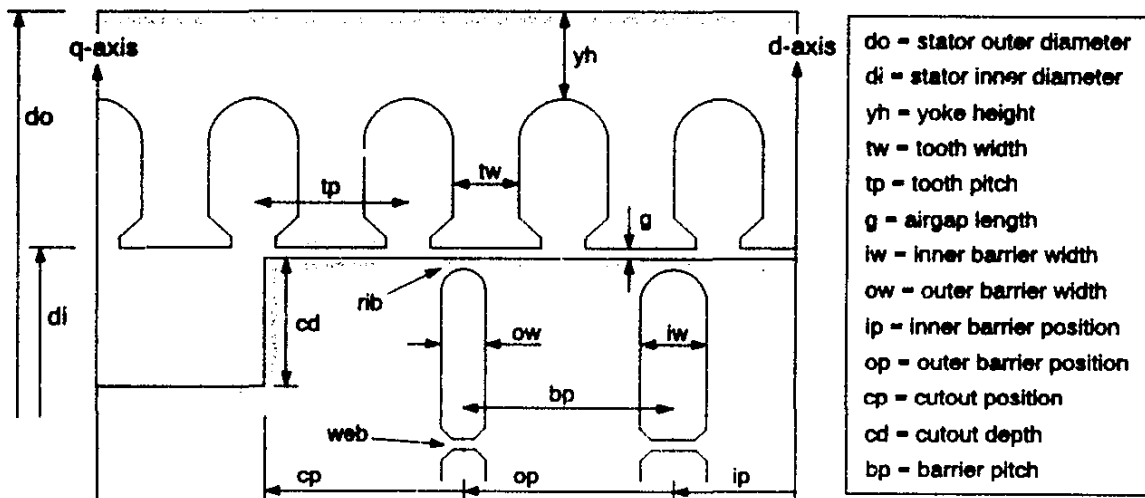 q-axis
d-axis
do
yh
tp
tw
g
di
cd
rib
ow
iw
bp
web
cp
op
ip
do = stator outer diameter
di = stator inner diameter
yh = yoke height
tw = tooth width
tp = tooth pitch
g = airgap length
iw = inner barrier width
ow = outer barrier width
ip = inner barrier position
op = outer barrier position
cp = cutout position
cd = cutout depth
bp = barrier pitch